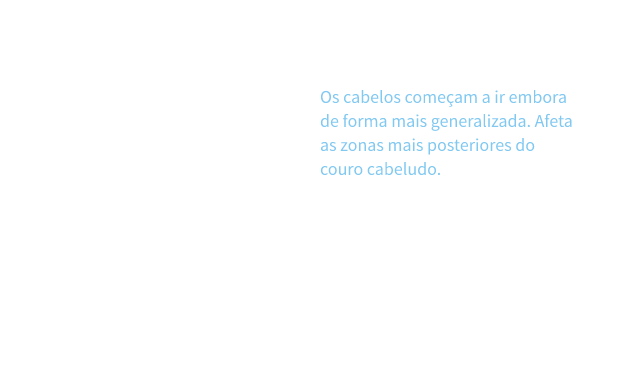 Os cabelos começam a ir embora
de forma mais generalizada. Afeta
as zonas mais posteriores do
couro cabeludo.